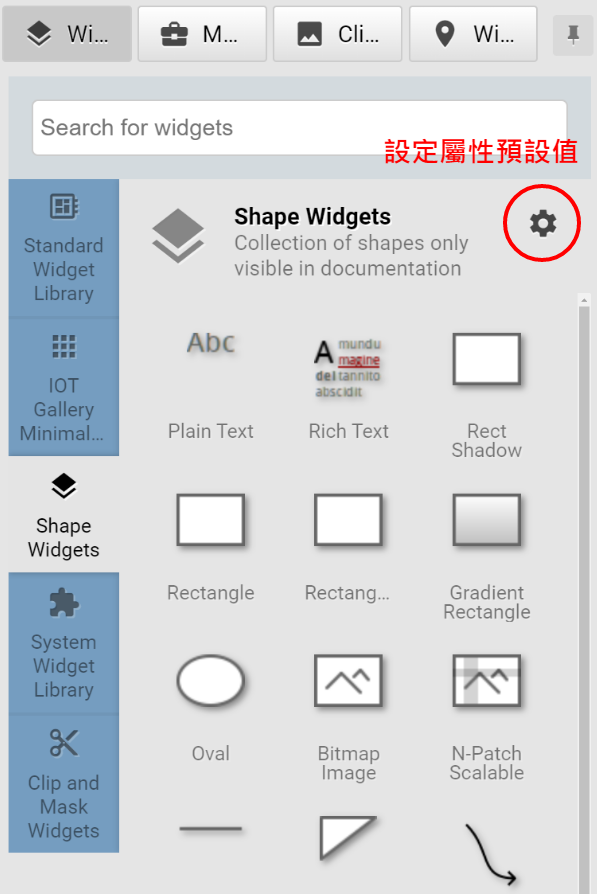 Wi...
M...
Cli...
Wi...
Search for widgets
設定屬性預設值
Standard
Widget
Library
IOT
Gallery
Minimal...
Shape
Widgets
System
Widget
Library
Clip and
Mask
Widgets
Shape Widgets
Collection of shapes only
visible in documentation
Abc
Plain Text
A mundu
magine
del tannito
abscidit
Rich Text
Rect
Shadow
Rectangle
Rectang...
Gradient
Rectangle
Oval
Bitmap
Image
N-Patch
Scalable